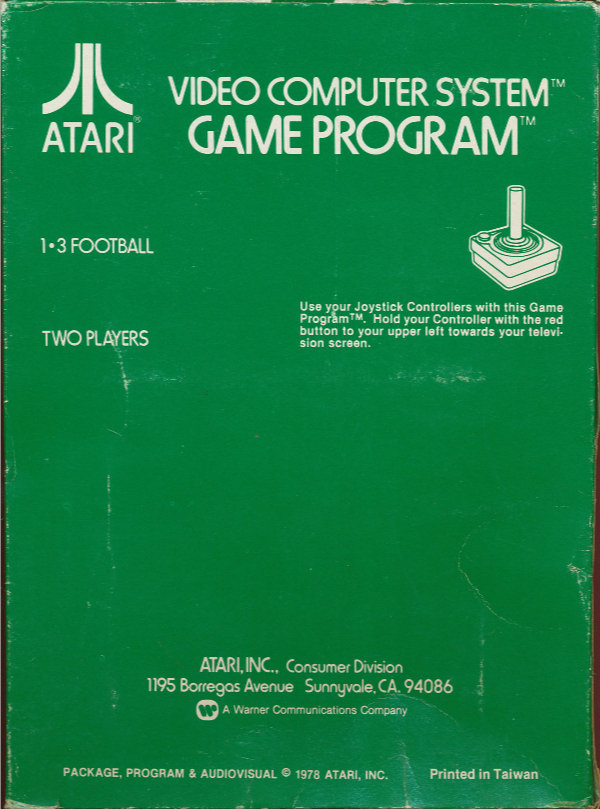 ATARI®
VIDEO COMPUTER SYSTEM™
GAME PROGRAM™
1•3 FOOTBALL
TWO PLAYERS
Use your Joystick Controllers with this Game
Program™. Hold your Controller with the red
button to your upper left towards your televi-
sion screen.
ATARI, INC., Consumer Division
1195 Borregas Avenue Sunnyvale, CA. 94086
A Warner Communications Company
PACKAGE, PROGRAM & AUDIOVISUAL © 1978 ATARI, INC. Printed in Taiwan